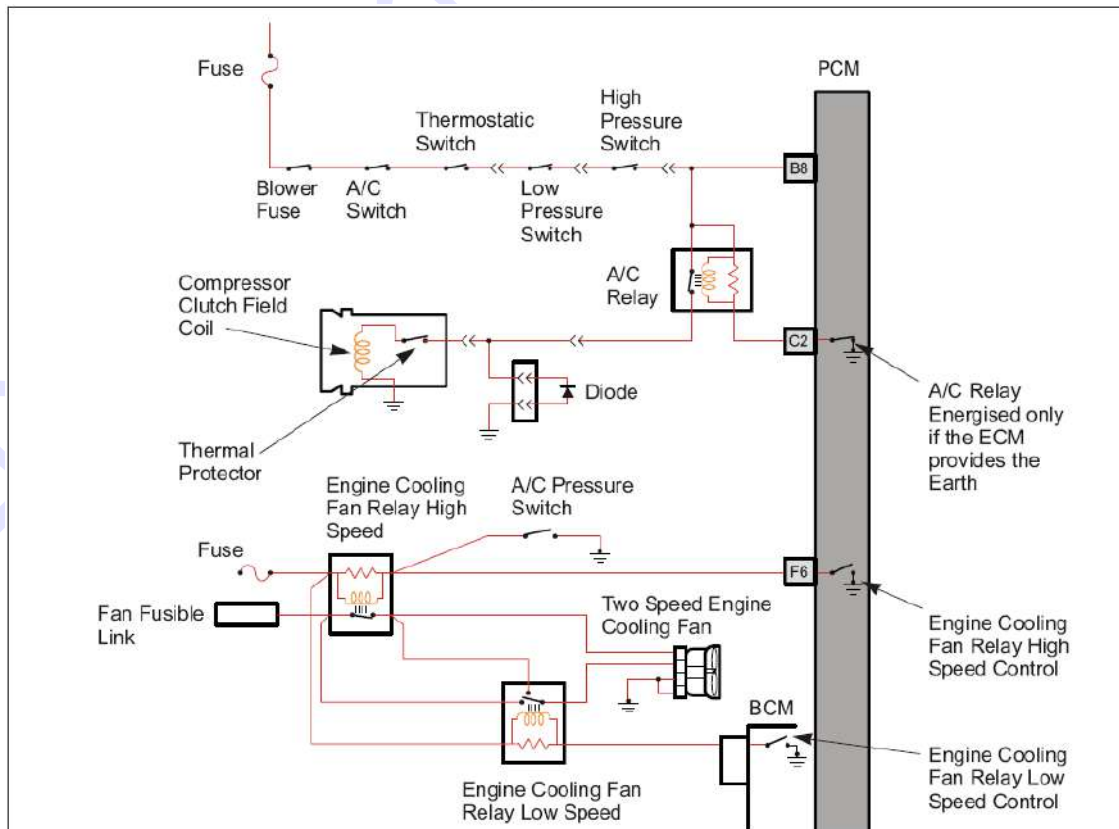 Fuse
PCM
High
Pressure
Switch
Thermostatic
Switch
B8
Blower
Fuse
A/C
Switch
Low
Pressure
Switch
A/C
Relay
Compressor
Clutch Field
Coil
C2
Diode
A/C Relay
Energised only
if the ECM
provides the
Earth
Thermal
Protector
Engine Cooling
Fan Relay High
Speed
A/C Pressure
Switch
Fuse
F6
Fan Fusible
Link
Two Speed Engine
Cooling Fan
Engine Cooling
Fan Relay High
Speed Control
BCM
Engine Cooling Fan
Relay Low Speed
Engine Cooling
Fan Relay Low
Speed Control